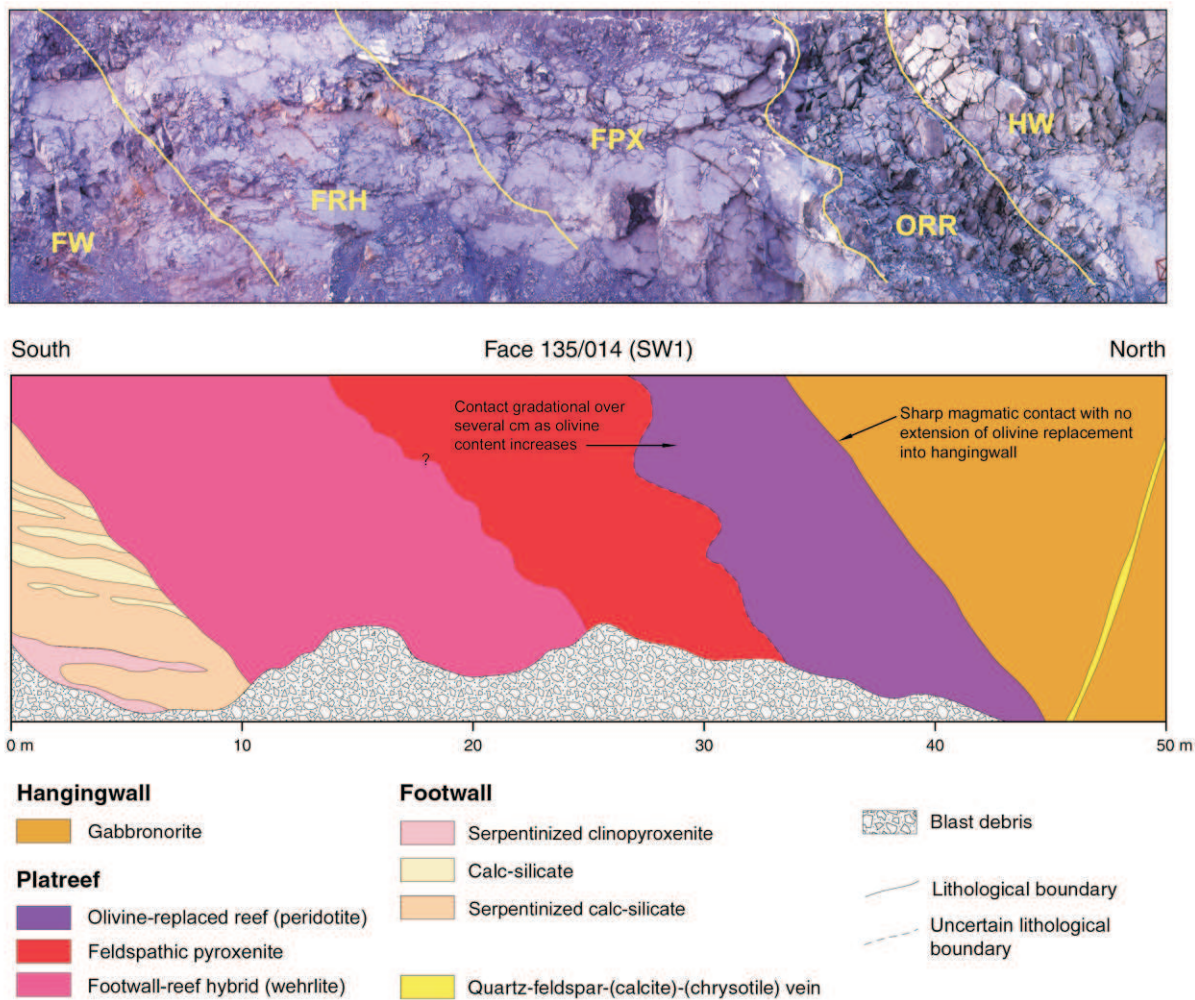 HW
FPX
FRH
FW
ORR
South
Face 135/014 (SW1)
North
Contact gradational over
several cm as olivine
content increases
Sharp magmatic contact with no
extension of olivine replacement
into hangingwall
?
0 m
10
20
30
40
50 m
Hangingwall
Gabbronorite
Platreef
Olivine-replaced reef (peridotite)
Feldspathic pyroxenite
Footwall-reef hybrid (wehrlite)
Footwall
Serpentinized clinopyroxenite
Calc-silicate
Serpentinized calc-silicate
Quartz-feldspar-(calcite)-(chrysotile) vein
Blast debris
Lithological boundary
Uncertain lithological
boundary